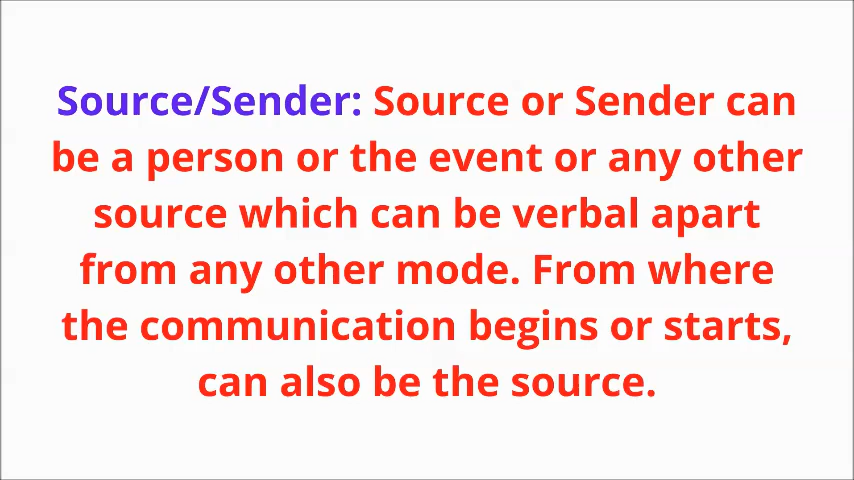 Source/Sender: Source or Sender can
be a person or the event or any other
source which can be verbal apart
from any other mode. From where
the communication begins or starts,
can also be the source.